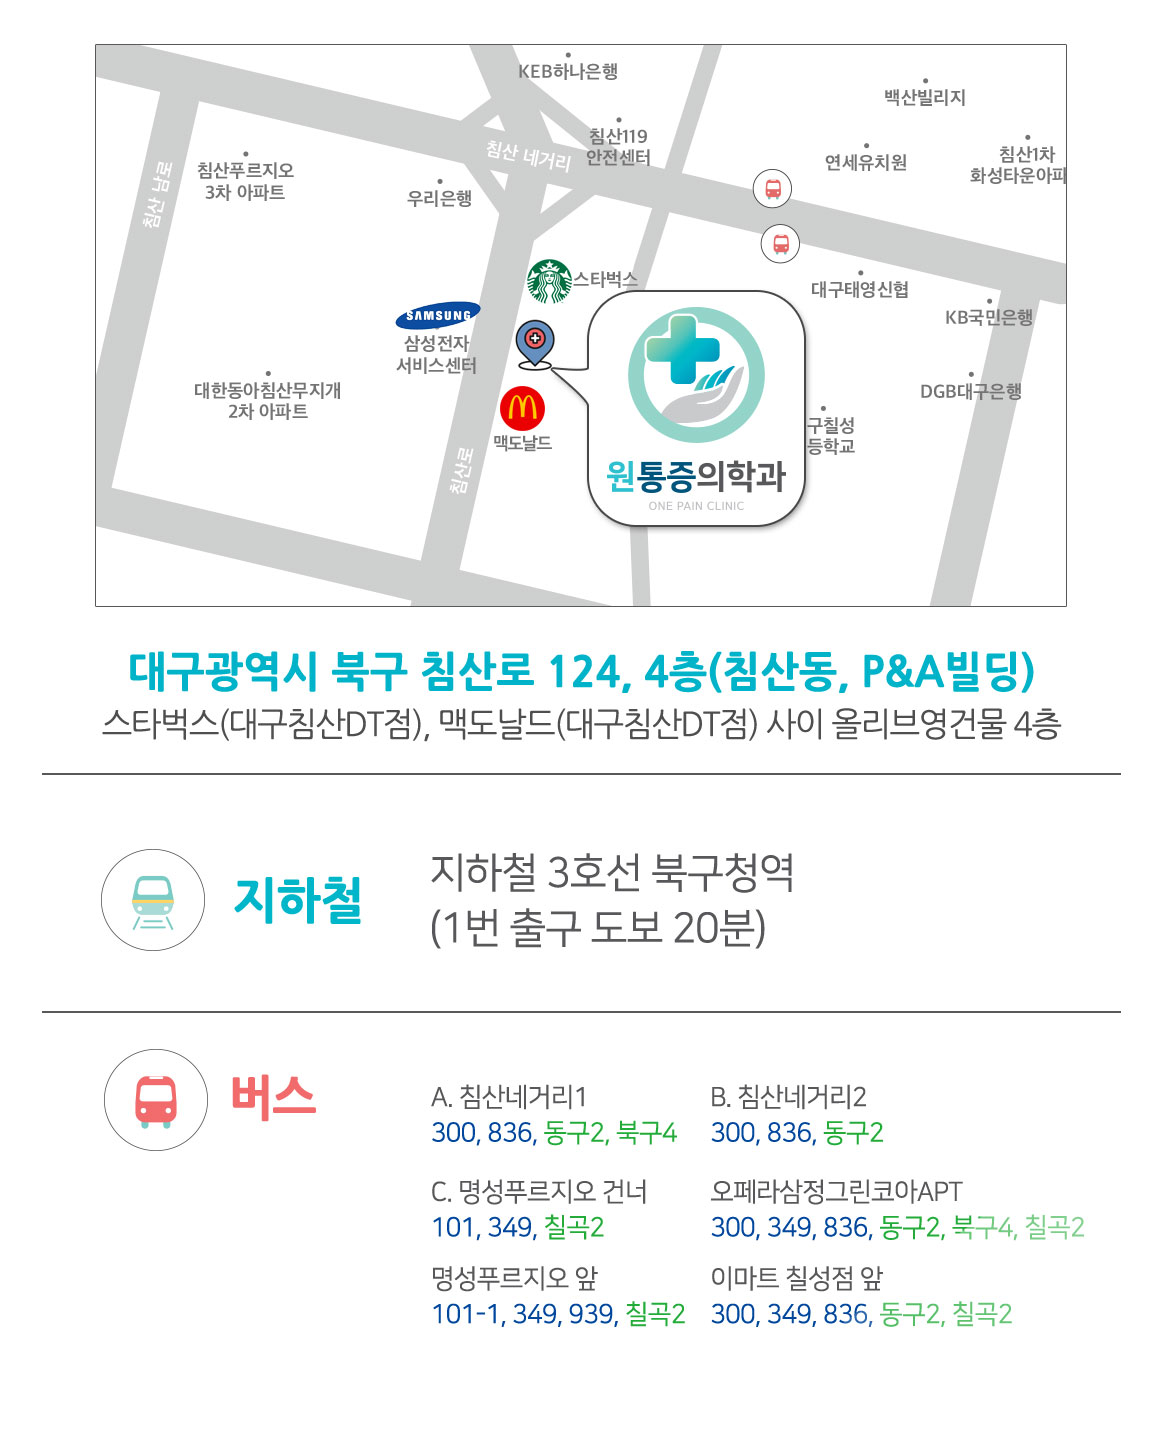 KEB하나은행
백산빌리지
침산119
안전센터
침산 네거리
침산1차
화성타운아파
연세유치원
침산푸르지오
3차 아파트
침산 남로
우리은행
스타벅스
대구태영신협
SAMSUNG
삼성전자
서비스센터
KB국민은행
대한동아침산무지개
2차 아파트
DGB대구은행
맥도날드
구칠성
등학교
침산로
원통증의학과
ONE PAIN CLINIC
대구광역시 북구 침산로 124, 4층(침산동, P&A빌딩)
스타벅스(대구침산DT점), 맥도날드(대구침산DT점) 사이 올리브영건물 4층
지하철
지하철 3호선 북구청역
(1번 출구 도보 20분)
버스
A. 침산네거리1
300, 836, 동구2, 북구4
B. 침산네거리2
300, 836, 동구2
C. 명성푸르지오 건너
101, 349, 칠곡2
오페라삼정그린코아APT
300, 349, 836, 동구2, 북구4, 칠곡2
명성푸르지오 앞
101-1, 349, 939, 칠곡2
이마트 칠성점 앞
300, 349, 836, 동구2, 칠곡2